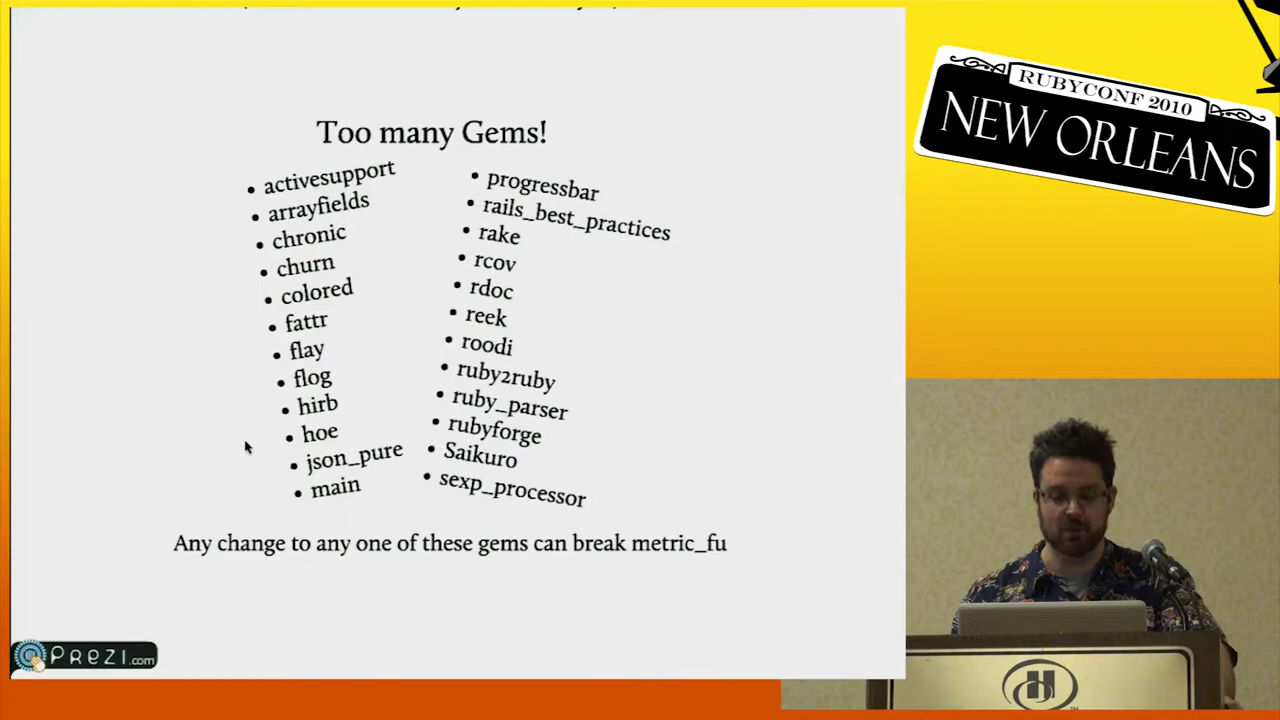 Too many Gems!
• activesupport
• arrayfields
• chronic
• churn
• colored
• fattr
• flay
• flog
• hirb
• hoe
• json_pure
• main
• progressbar
• rails_best_practices
• rake
• rcov
• rdoc
• reek
• roodi
• ruby2ruby
• ruby_parser
• rubyforge
• Saikuro
• sexp_processor
Any change to any one of these gems can break metric_fu
Prezi.com
RUBYCONF 2010
NEW ORLEANS
H